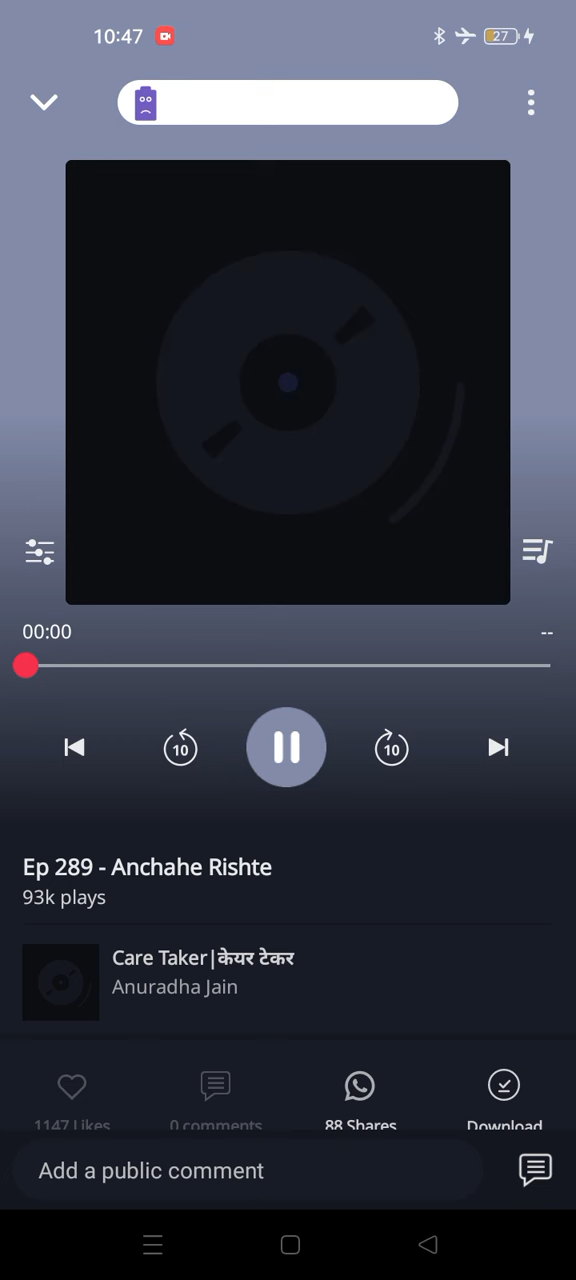 10:47
27
00:00
--
10
10
Ep 289 - Anchahe Rishte
93k plays
Care Taker|केयर टेकर
Anuradha Jain
1147 Likes
0 comments
88 Shares
Download
Add a public comment